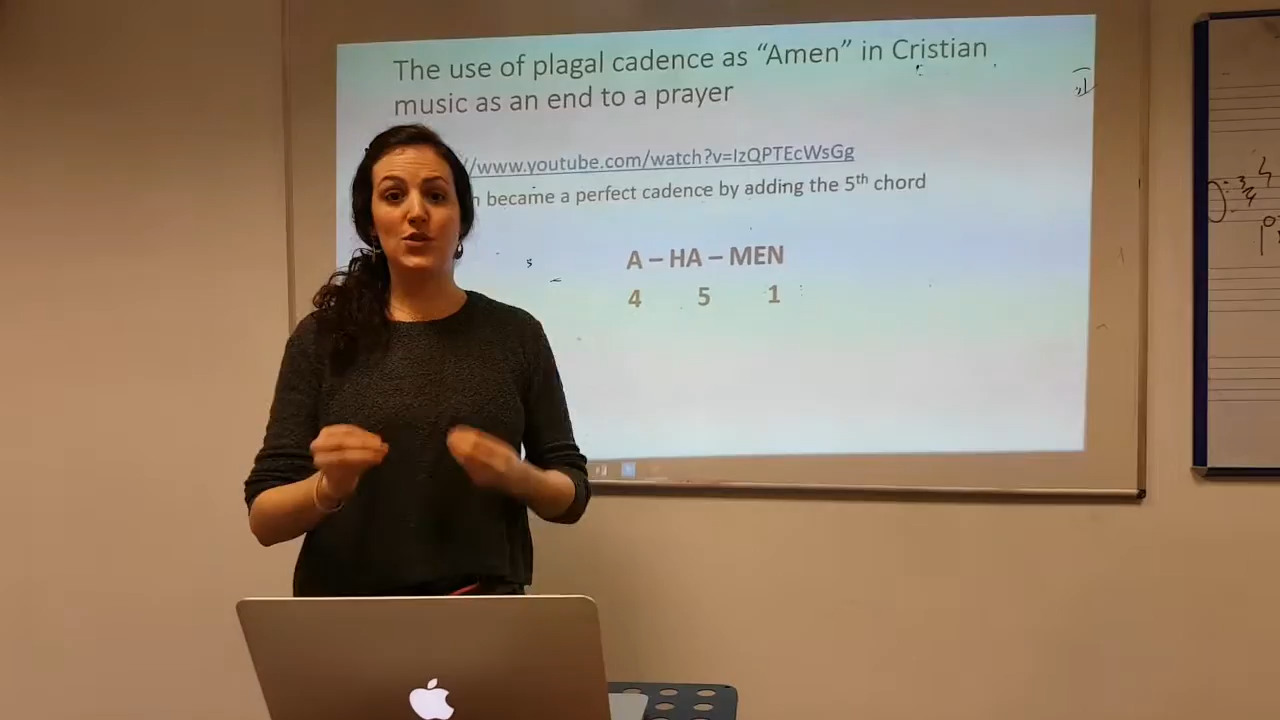 The use of plagal cadence as “Amen” in Cristian
music as an end to a prayer
//www.youtube.com/watch?v=IzQPTEcWsGg
became a perfect cadence by adding the 5th chord
A – HA – MEN
4 5 1